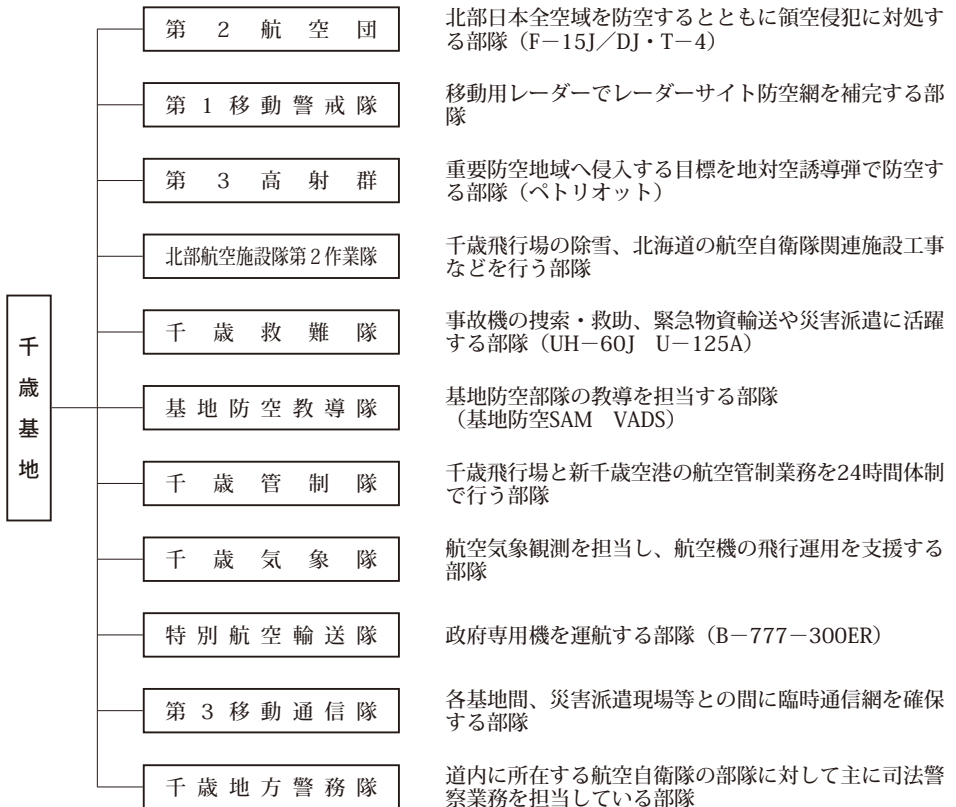 千歳基地
第2航空団
北部日本全空域を防空するとともに領空侵犯に対処す
る部隊（F－15J／DJ・T－4）
第1移動警戒隊
移動用レーダーでレーダーサイト防空網を補完する部
隊
第3高射群
重要防空地域へ侵入する目標を地対空誘導弾で防空す
る部隊（ペトリオット）
北部航空施設隊第2作業隊
千歳飛行場の除雪、北海道の航空自衛隊関連施設工事
などを行う部隊
千歳救難隊
事故機の捜索・救助、緊急物資輸送や災害派遣に活躍
する部隊（UH－60J　U－125A）
基地防空教導隊
基地防空部隊の教導を担当する部隊
（基地防空SAM　VADS）
千歳管制隊
千歳飛行場と新千歳空港の航空管制業務を24時間体制
で行う部隊
千歳気象隊
航空気象観測を担当し、航空機の飛行運用を支援する
部隊
特別航空輸送隊
政府専用機を運航する部隊（B－777－300ER）
第3移動通信隊
各基地間、災害派遣現場等との間に臨時通信網を確保
する部隊
千歳地方警務隊
道内に所在する航空自衛隊の部隊に対して主に司法警
察業務を担当している部隊